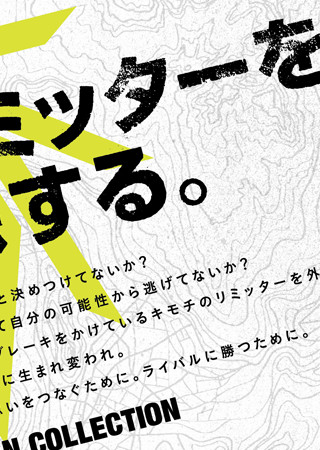 ミッターを
する。
と決めつけてないか?
て自分の可能性から逃げてないか?
ブレーキをかけているキモチのリミッターを外
に生まれ変われ。
いをつなぐために。ライバルに勝つために。
N COLLECTION